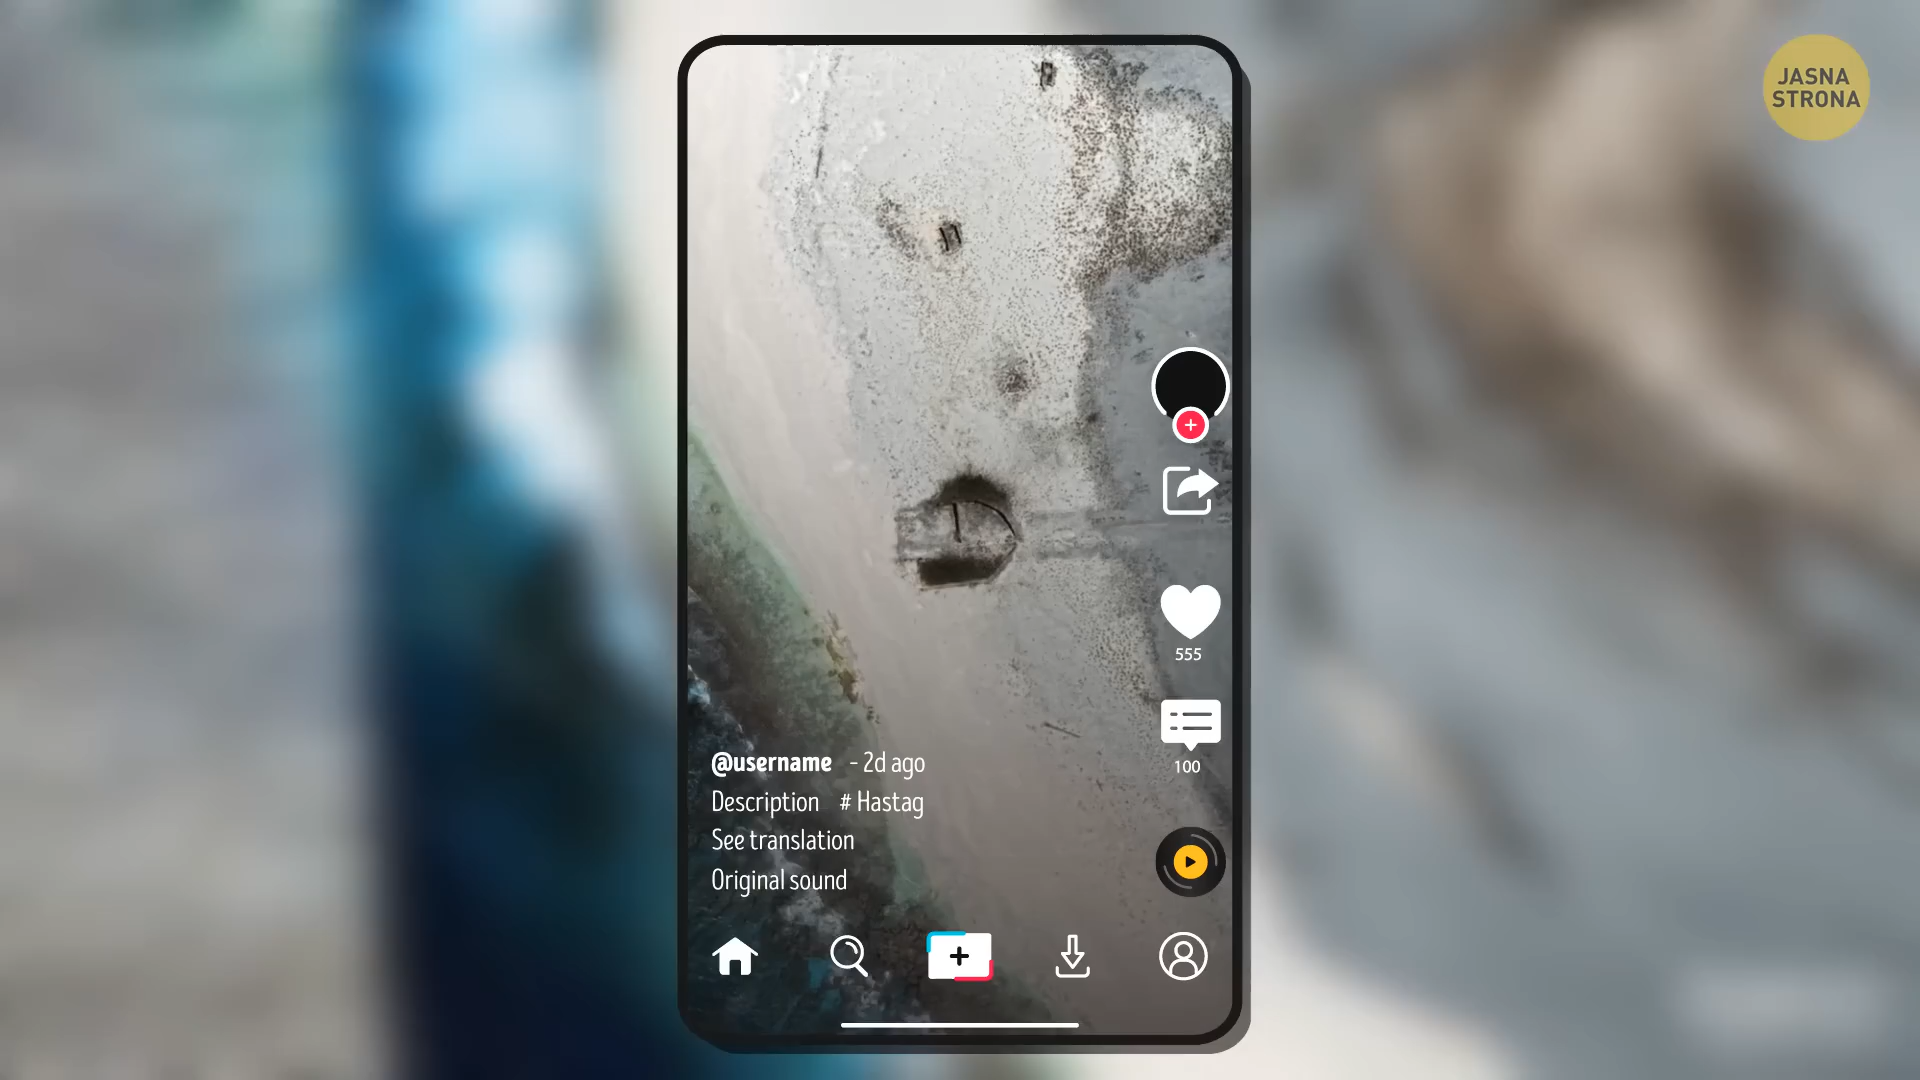 JASNA
STRONA
555
100
@username - 2d ago
Description # Hastag
See translation
Original sound